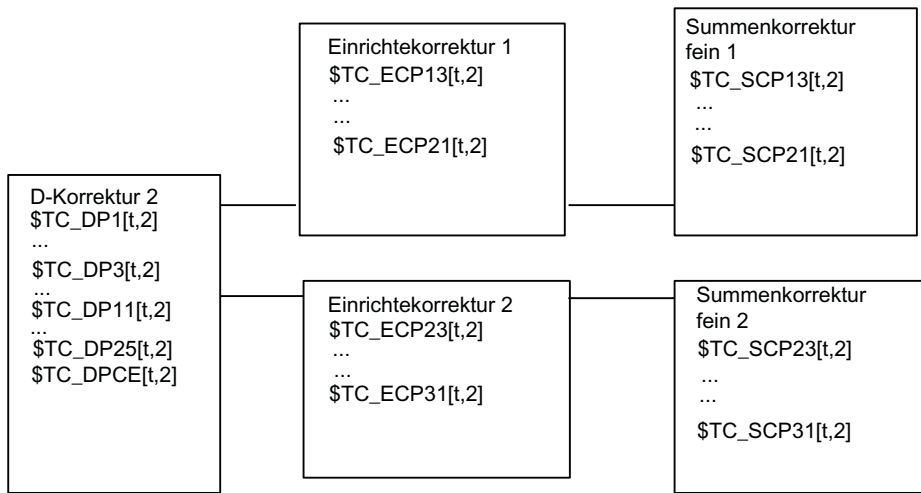 D-Korrektur 2
$TC_DP1[t,2]
...
$TC_DP3[t,2]
...
$TC_DP11[t,2]
...
$TC_DP25[t,2]
$TC_DPCE[t,2]
Einrichtekorrektur 1
$TC_ECP13[t,2]
...
...
$TC_ECP21[t,2]
Summenkorrektur
fein 1
$TC_SCP13[t,2]
...
...
$TC_SCP21[t,2]
Einrichtekorrektur 2
$TC_ECP23[t,2]
...
...
$TC_ECP31[t,2]
Summenkorrektur
fein 2
$TC_SCP23[t,2]
...
...
$TC_SCP31[t,2]